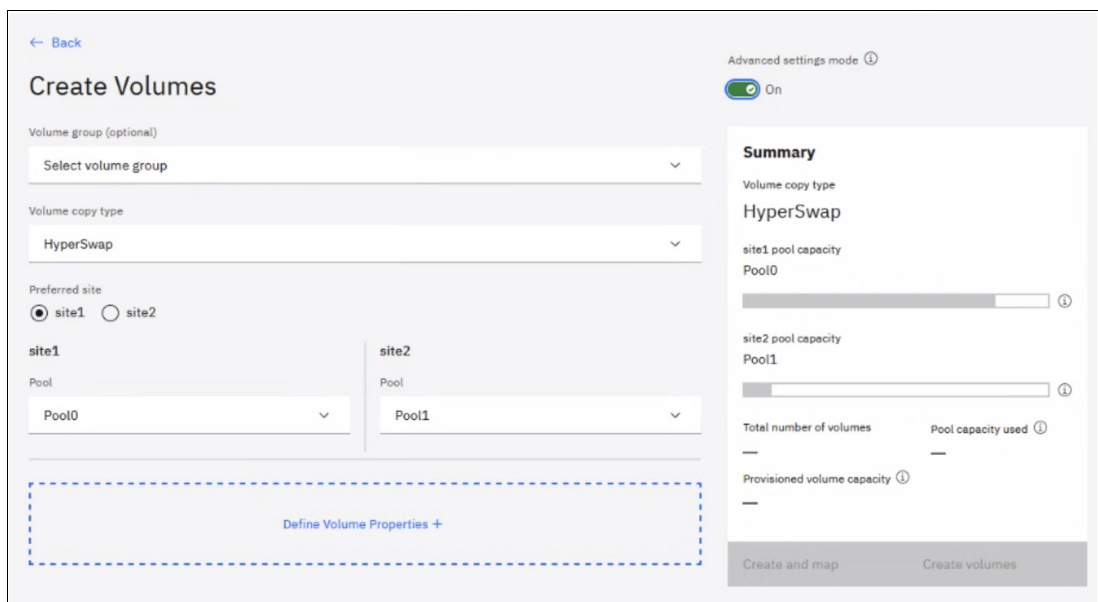 ← Back
Create Volumes
Volume group (optional)
Select volume group
Volume copy type
HyperSwap
Preferred site
site1 site2
site1 site2
Pool Pool
Pool0 Pool1
Define Volume Properties +
Advanced settings mode
On
Summary
Volume copy type
HyperSwap
site1 pool capacity
Pool0
site2 pool capacity
Pool1
Total number of volumes Pool capacity used
— —
Provisioned volume capacity
—
Create and map Create volumes